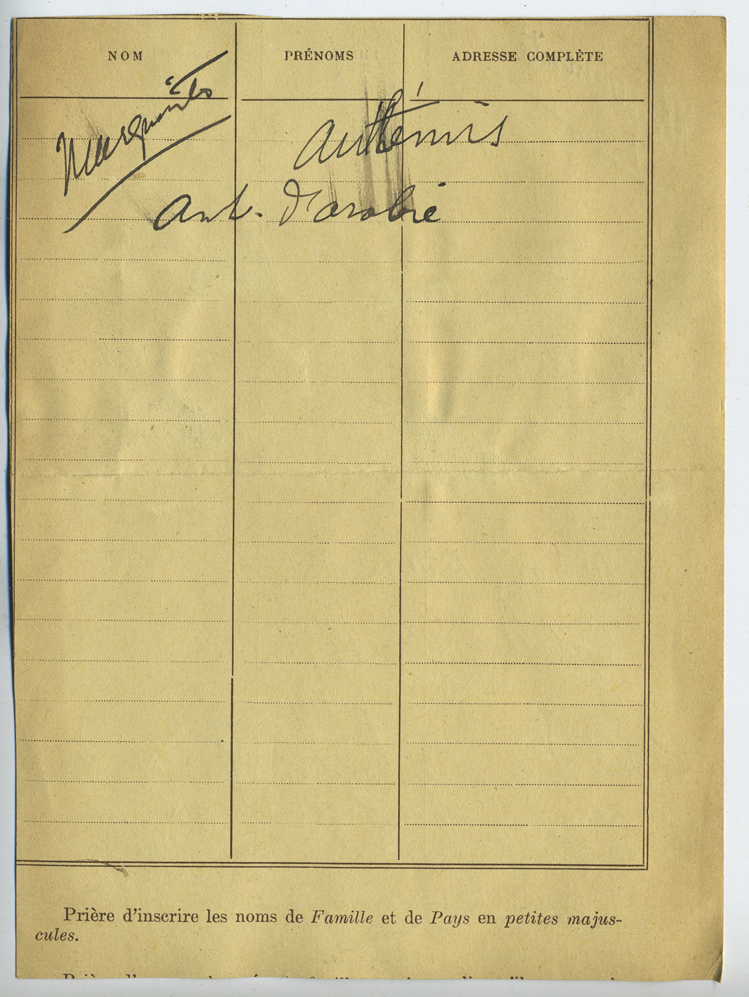 NOM
PRÉNOMS
ADRESSE COMPLÈTE
Anthémis
Ant. d'arabie
Prière d'inscrire les noms de Famille et de Pays en petites majus-
cules.